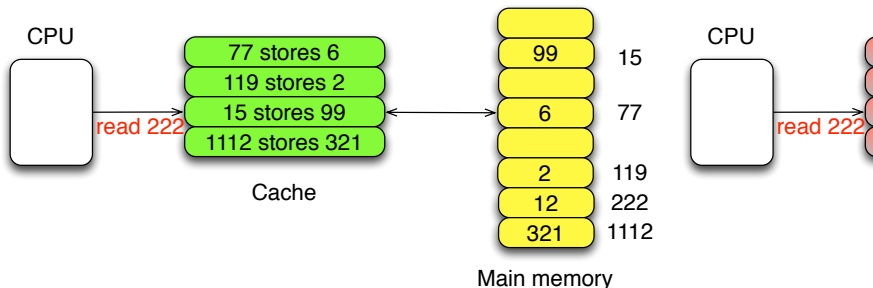 CPU
read 222
77 stores 6
119 stores 2
15 stores 99
1112 stores 321
Cache
99 15
6 77
2 119
12 222
321 1112
Main memory
CPU
read 222